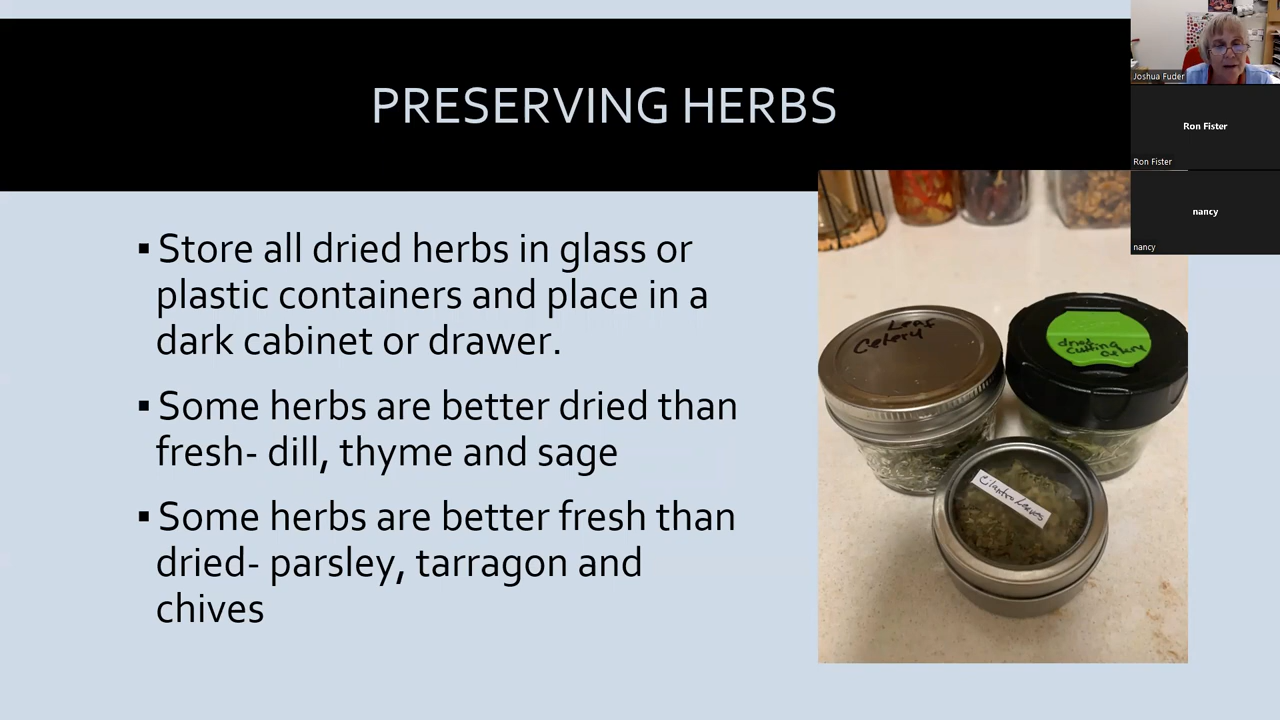 PRESERVING HERBS
▪ Store all dried herbs in glass or
plastic containers and place in a
dark cabinet or drawer.
▪ Some herbs are better dried than
fresh- dill, thyme and sage
▪ Some herbs are better fresh than
dried- parsley, tarragon and
chives
Leaf
Celery
dried
cutting
celery
Cilantro Leaves
Joshua Fuder
Ron Fister
Ron Fister
nancy
nancy